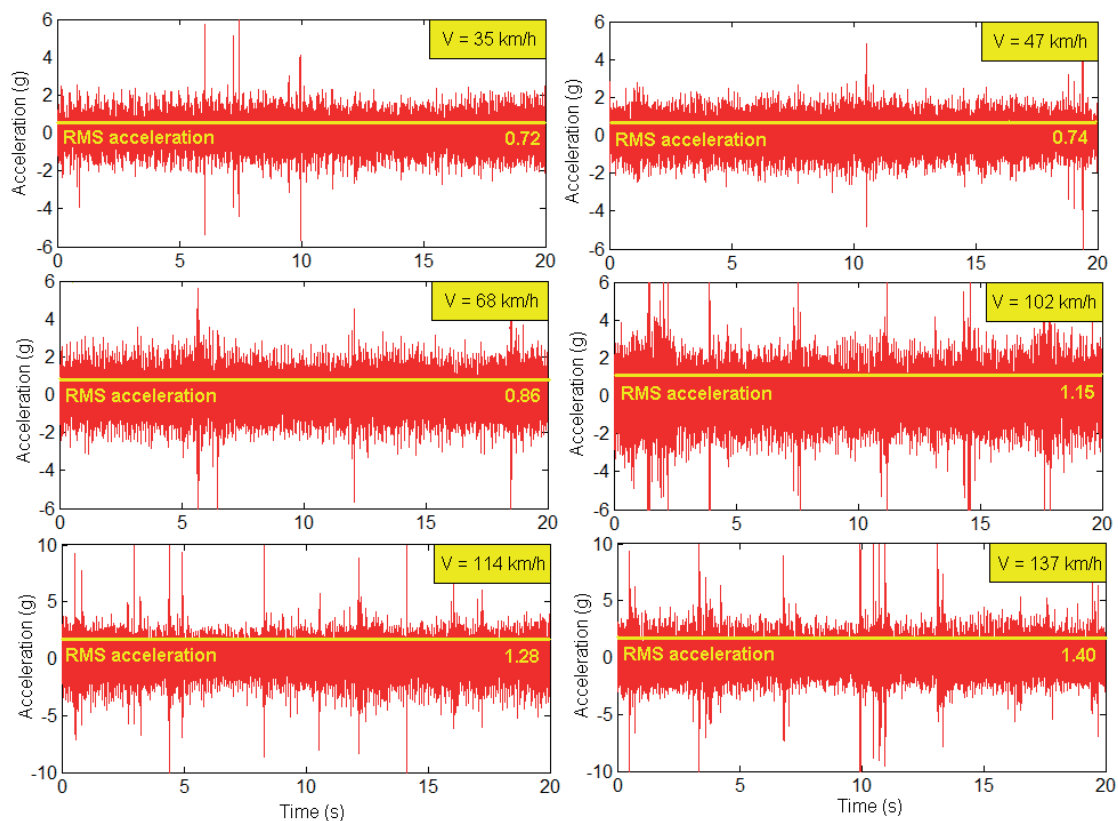 6
4
2
0
-2
-4
-6
Acceleration (g)
V = 35 km/h
RMS acceleration 0.72
0 5 10 15 20
6
4
2
0
-2
-4
-6
Acceleration (g)
V = 47 km/h
RMS acceleration 0.74
0 5 10 15 20
6
4
2
0
-2
-4
-6
Acceleration (g)
V = 68 km/h
RMS acceleration 0.86
0 5 10 15 20
6
4
2
0
-2
-4
-6
Acceleration (g)
V = 102 km/h
RMS acceleration 1.15
0 5 10 15 20
10
5
0
-5
-10
Acceleration (g)
V = 114 km/h
RMS acceleration 1.28
0 5 10 15 20
Time (s)
10
5
0
-5
-10
Acceleration (g)
V = 137 km/h
RMS acceleration 1.40
0 5 10 15 20
Time (s)